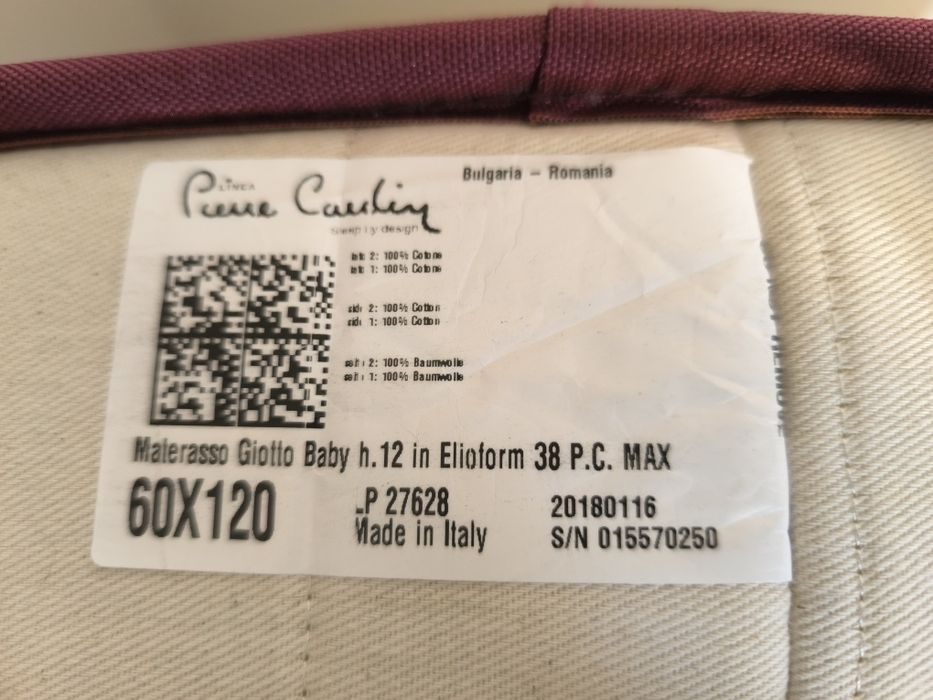 Bulgaria – Romania
LINEA
Pierre Cardin
sleep by design
lato 2: 100% Cotone
lato 1: 100% Cotone
side 2: 100% Cotton
side 1: 100% Cotton
seite 2: 100% Baumwolle
seite 1: 100% Baumwolle
Materasso Giotto Baby h.12 in Elioform 38 P.C. MAX
60X120
LP 27628
20180116
Made in Italy
S/N 015570250